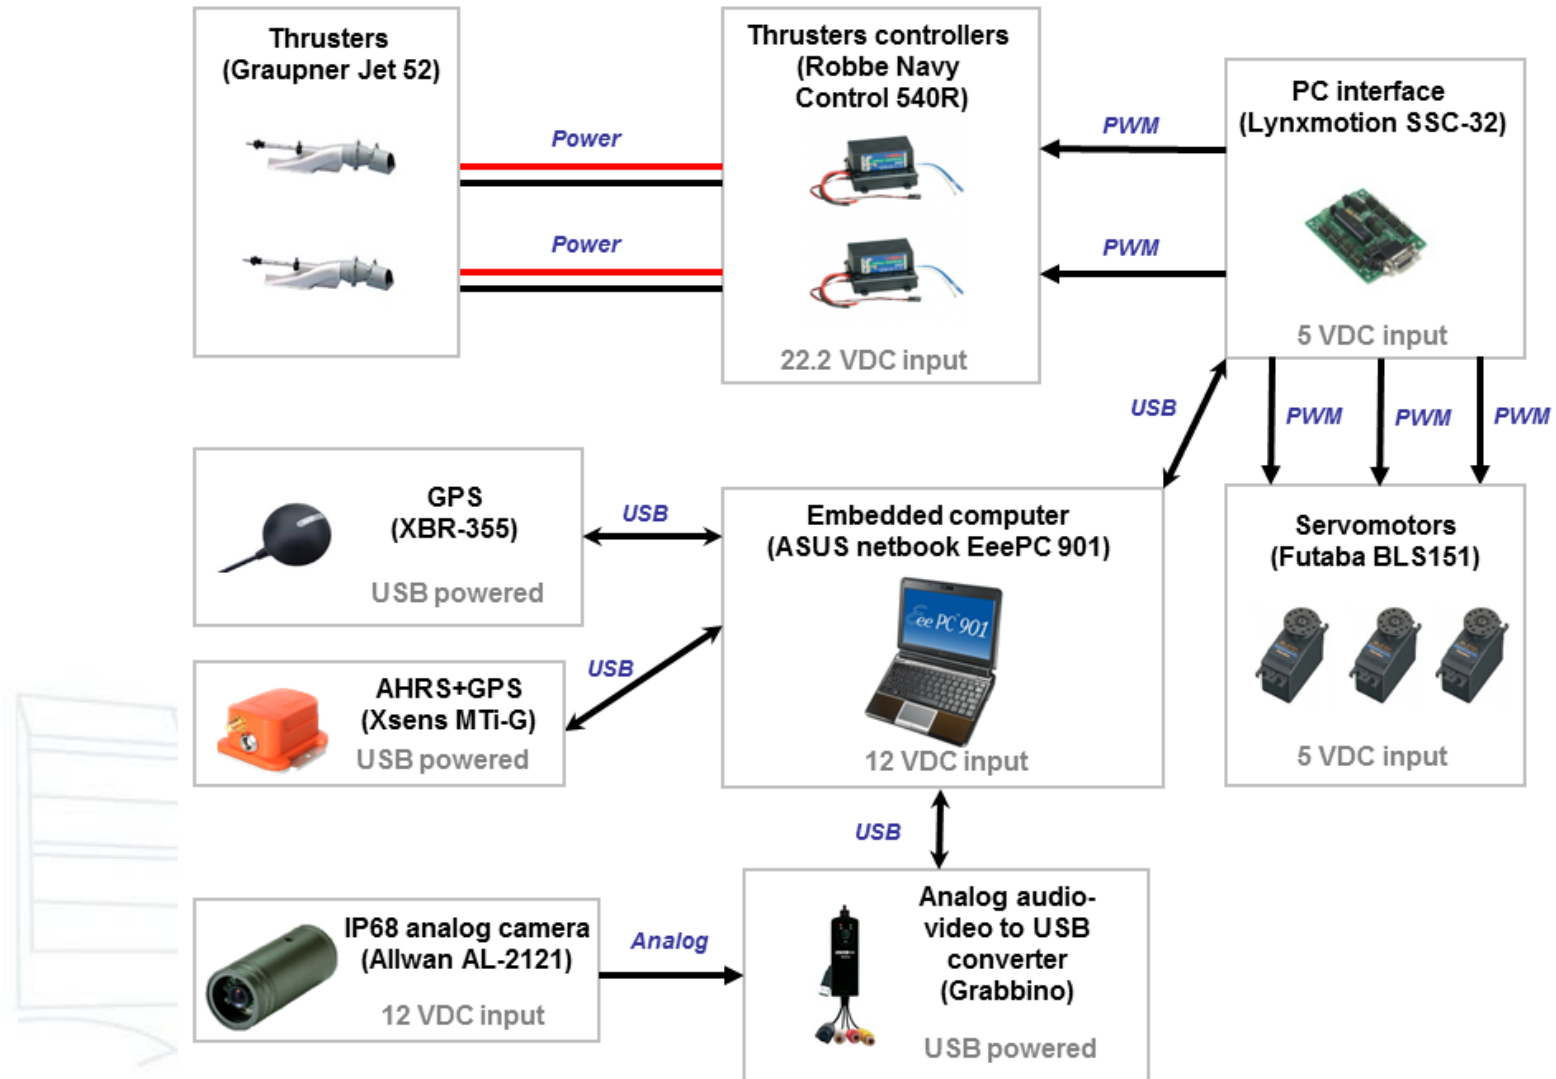 Thrusters
(Graupner Jet 52)
Power
Power
Thrusters controllers
(Robbe Navy
Control 540R)
22.2 VDC input
PWM
PWM
PC interface
(Lynxmotion SSC-32)
5 VDC input
USB
PWM
PWM
PWM
GPS
(XBR-355)
USB powered
USB
AHRS+GPS
(Xsens MTi-G)
USB powered
USB
Embedded computer
(ASUS netbook EeePC 901)
Eee PC 901
12 VDC input
Servomotors
(Futaba BLS151)
5 VDC input
USB
IP68 analog camera
(Allwan AL-2121)
12 VDC input
Analog
Analog audio-
video to USB
converter
(Grabbino)
USB powered